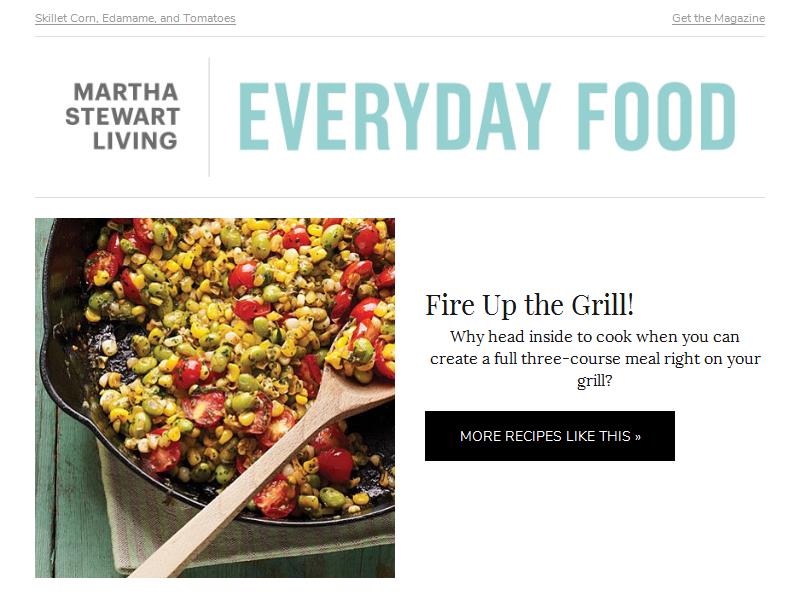 Skillet Corn, Edamame, and Tomatoes
Get the Magazine
MARTHA
STEWART
LIVING
EVERYDAY FOOD
Fire Up the Grill!
Why head inside to cook when you can
create a full three-course meal right on your
grill?
MORE RECIPES LIKE THIS »